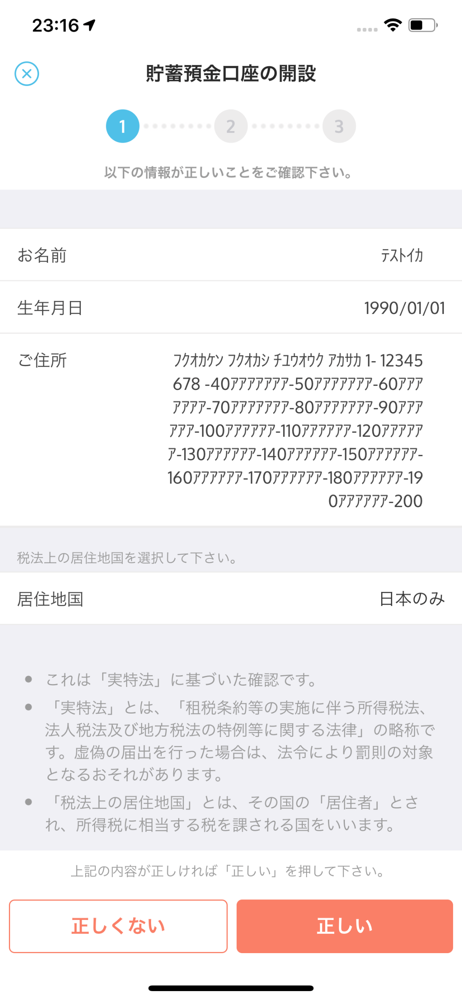 23:16
貯蓄預金口座の開設
1
2
3
以下の情報が正しいことをご確認下さい。
お名前
ﾃｽﾄｲｶ
生年月日
1990/01/01
ご住所
ﾌｸｵｶｹﾝ ﾌｸｵｶｼ ﾁﾕｳｵｳｸ ｱｶｻｶ 1- 12345
678 -40ｱｱｱｱｱｱｱ-50ｱｱｱｱｱｱｱ-60ｱｱｱ
ｱｱｱｱ-70ｱｱｱｱｱｱｱ-80ｱｱｱｱｱｱｱ-90ｱｱｱ
ｱｱｱ-100ｱｱｱｱｱｱ-110ｱｱｱｱｱｱ-120ｱｱｱｱｱ
ｱ-130ｱｱｱｱｱｱ-140ｱｱｱｱｱｱ-150ｱｱｱｱｱｱ-
160ｱｱｱｱｱｱ-170ｱｱｱｱｱｱ-180ｱｱｱｱｱｱ-19
0ｱｱｱｱｱｱ-200
税法上の居住地国を選択して下さい。
居住地国
日本のみ
• これは「実特法」に基づいた確認です。
• 「実特法」とは、「租税条約等の実施に伴う所得税法、
法人税法及び地方税法の特例等に関する法律」の略称で
す。虚偽の届出を行った場合は、法令により罰則の対象
となるおそれがあります。
• 「税法上の居住地国」とは、その国の「居住者」とさ
れ、所得税に相当する税を課される国をいいます。
上記の内容が正しければ「正しい」を押して下さい。
正しくない
正しい